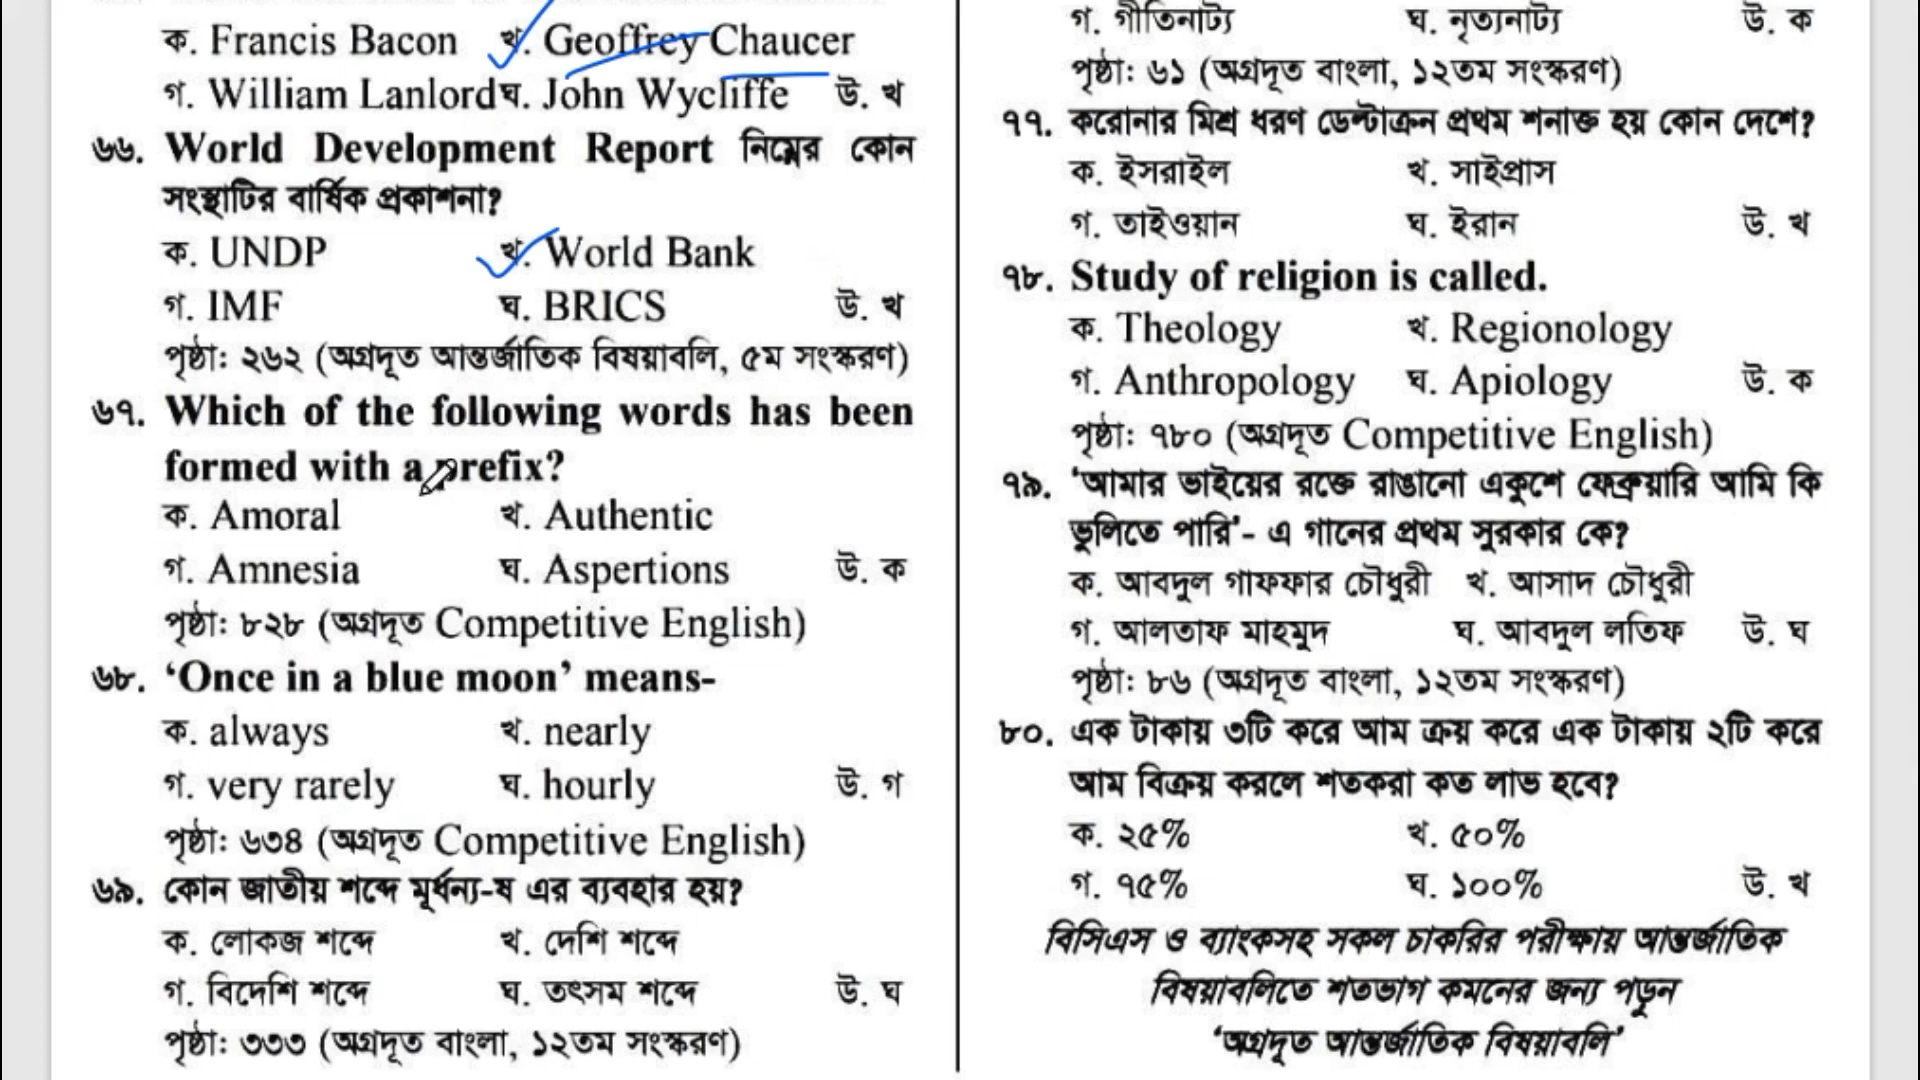 ক. Francis Bacon খ. Geoffrey Chaucer
গ. William Lanlord ঘ. John Wycliffe উ. খ
৬৬. World Development Report নিম্নের কোন
সংস্থাটির বার্ষিক প্রকাশনা?
ক. UNDP খ. World Bank
গ. IMF ঘ. BRICS উ. খ
পৃষ্ঠা: ২৬২ (অগ্রদূত আন্তর্জাতিক বিষয়াবলি, ৫ম সংস্করণ)
৬৭. Which of the following words has been
formed with a prefix?
ক. Amoral খ. Authentic
গ. Amnesia ঘ. Aspertions উ. ক
পৃষ্ঠা: ৮২৮ (অগ্রদূত Competitive English)
৬৮. ‘Once in a blue moon’ means-
ক. always খ. nearly
গ. very rarely ঘ. hourly উ. গ
পৃষ্ঠা: ৬৩৪ (অগ্রদূত Competitive English)
৬৯. কোন জাতীয় শব্দে মূর্ধন্য-ষ এর ব্যবহার হয়?
ক. লোকজ শব্দে খ. দেশি শব্দে
গ. বিদেশি শব্দে ঘ. তৎসম শব্দে উ. ঘ
পৃষ্ঠা: ৩৩৩ (অগ্রদূত বাংলা, ১২তম সংস্করণ)
গ. গীতিনাট্য ঘ. নৃত্যনাট্য উ. ক
পৃষ্ঠা: ৬১ (অগ্রদূত বাংলা, ১২তম সংস্করণ)
৭৭. করোনার মিশ্র ধরণ ডেল্টাক্রন প্রথম শনাক্ত হয় কোন দেশে?
ক. ইসরাইল খ. সাইপ্রাস
গ. তাইওয়ান ঘ. ইরান উ. খ
৭৮. Study of religion is called.
ক. Theology খ. Regionology
গ. Anthropology ঘ. Apiology উ. ক
পৃষ্ঠা: ৭৮০ (অগ্রদূত Competitive English)
৭৯. ‘আমার ভাইয়ের রক্তে রাঙানো একুশে ফেব্রুয়ারি আমি কি
ভুলিতে পারি’- এ গানের প্রথম সুরকার কে?
ক. আবদুল গাফফার চৌধুরী খ. আসাদ চৌধুরী
গ. আলতাফ মাহমুদ ঘ. আবদুল লতিফ উ. ঘ
পৃষ্ঠা: ৮৬ (অগ্রদূত বাংলা, ১২তম সংস্করণ)
৮০. এক টাকায় ৩টি করে আম ক্রয় করে এক টাকায় ২টি করে
আম বিক্রয় করলে শতকরা কত লাভ হবে?
ক. ২৫% খ. ৫০%
গ. ৭৫% ঘ. ১০০% উ. খ
বিসিএস ও ব্যাংকসহ সকল চাকরির পরীক্ষায় আন্তর্জাতিক
বিষয়াবলিতে শতভাগ কমনের জন্য পড়ুন
‘অগ্রদূত আন্তর্জাতিক বিষয়াবলি’